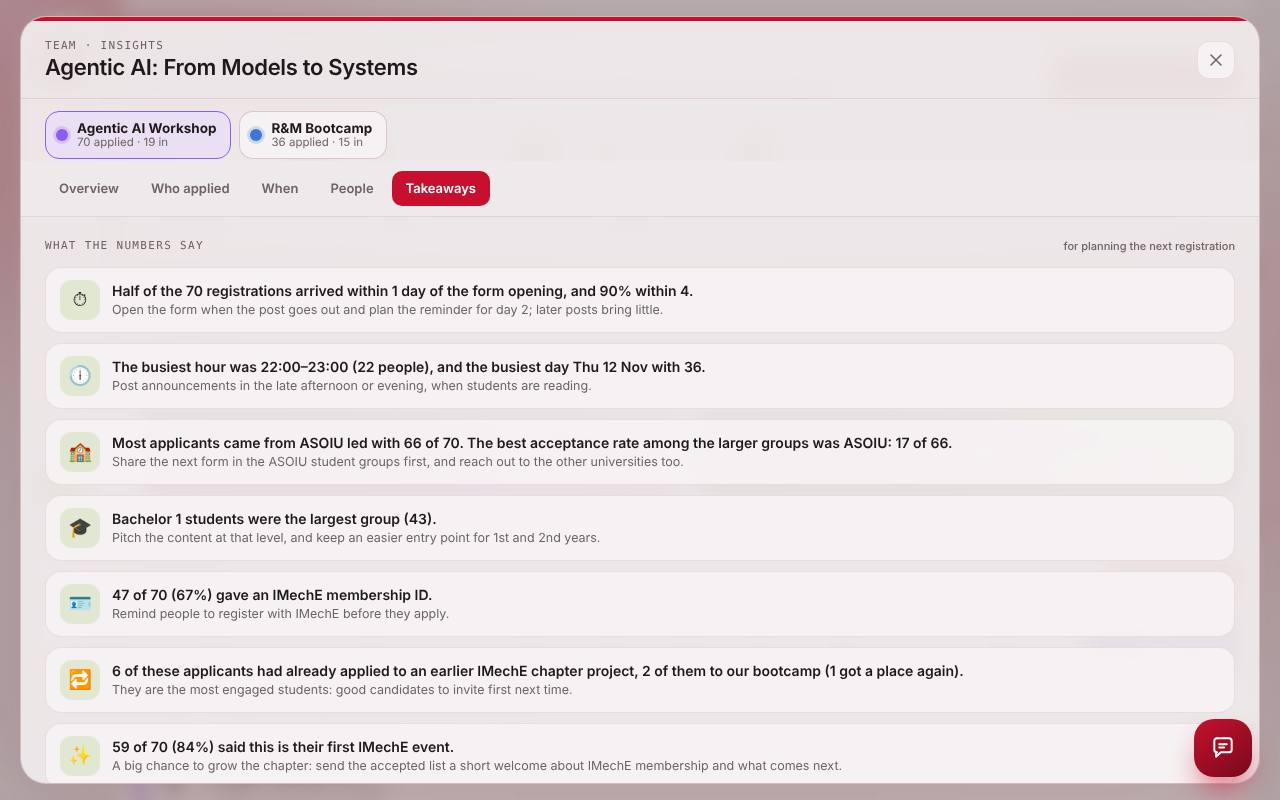 TEAM · INSIGHTS
Agentic AI: From Models to Systems
Agentic AI Workshop
70 applied · 19 in
R&M Bootcamp
36 applied · 15 in
Overview
Who applied
When
People
Takeaways
WHAT THE NUMBERS SAY
for planning the next registration
Half of the 70 registrations arrived within 1 day of the form opening, and 90% within 4.
Open the form when the post goes out and plan the reminder for day 2; later posts bring little.
The busiest hour was 22:00–23:00 (22 people), and the busiest day Thu 12 Nov with 36.
Post announcements in the late afternoon or evening, when students are reading.
Most applicants came from ASOIU led with 66 of 70. The best acceptance rate among the larger groups was ASOIU: 17 of 66.
Share the next form in the ASOIU student groups first, and reach out to the other universities too.
Bachelor 1 students were the largest group (43).
Pitch the content at that level, and keep an easier entry point for 1st and 2nd years.
47 of 70 (67%) gave an IMechE membership ID.
Remind people to register with IMechE before they apply.
6 of these applicants had already applied to an earlier IMechE chapter project, 2 of them to our bootcamp (1 got a place again).
They are the most engaged students: good candidates to invite first next time.
59 of 70 (84%) said this is their first IMechE event.
A big chance to grow the chapter: send the accepted list a short welcome about IMechE membership and what comes next.